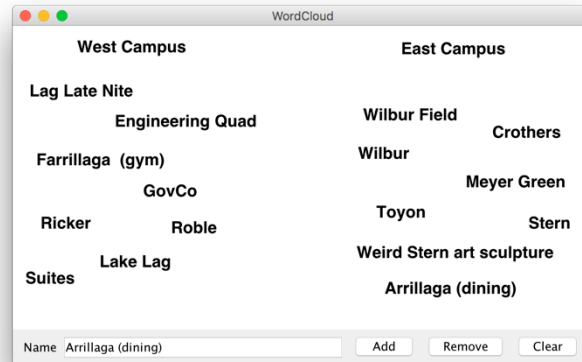 WordCloud
West Campus
East Campus
Lag Late Nite
Engineering Quad
Wilbur Field
Crothers
Farrillaga (gym)
Wilbur
GovCo
Meyer Green
Ricker
Roble
Toyon
Stern
Lake Lag
Weird Stern art sculpture
Suites
Arrillaga (dining)
Name Arrillaga (dining) Add Remove Clear